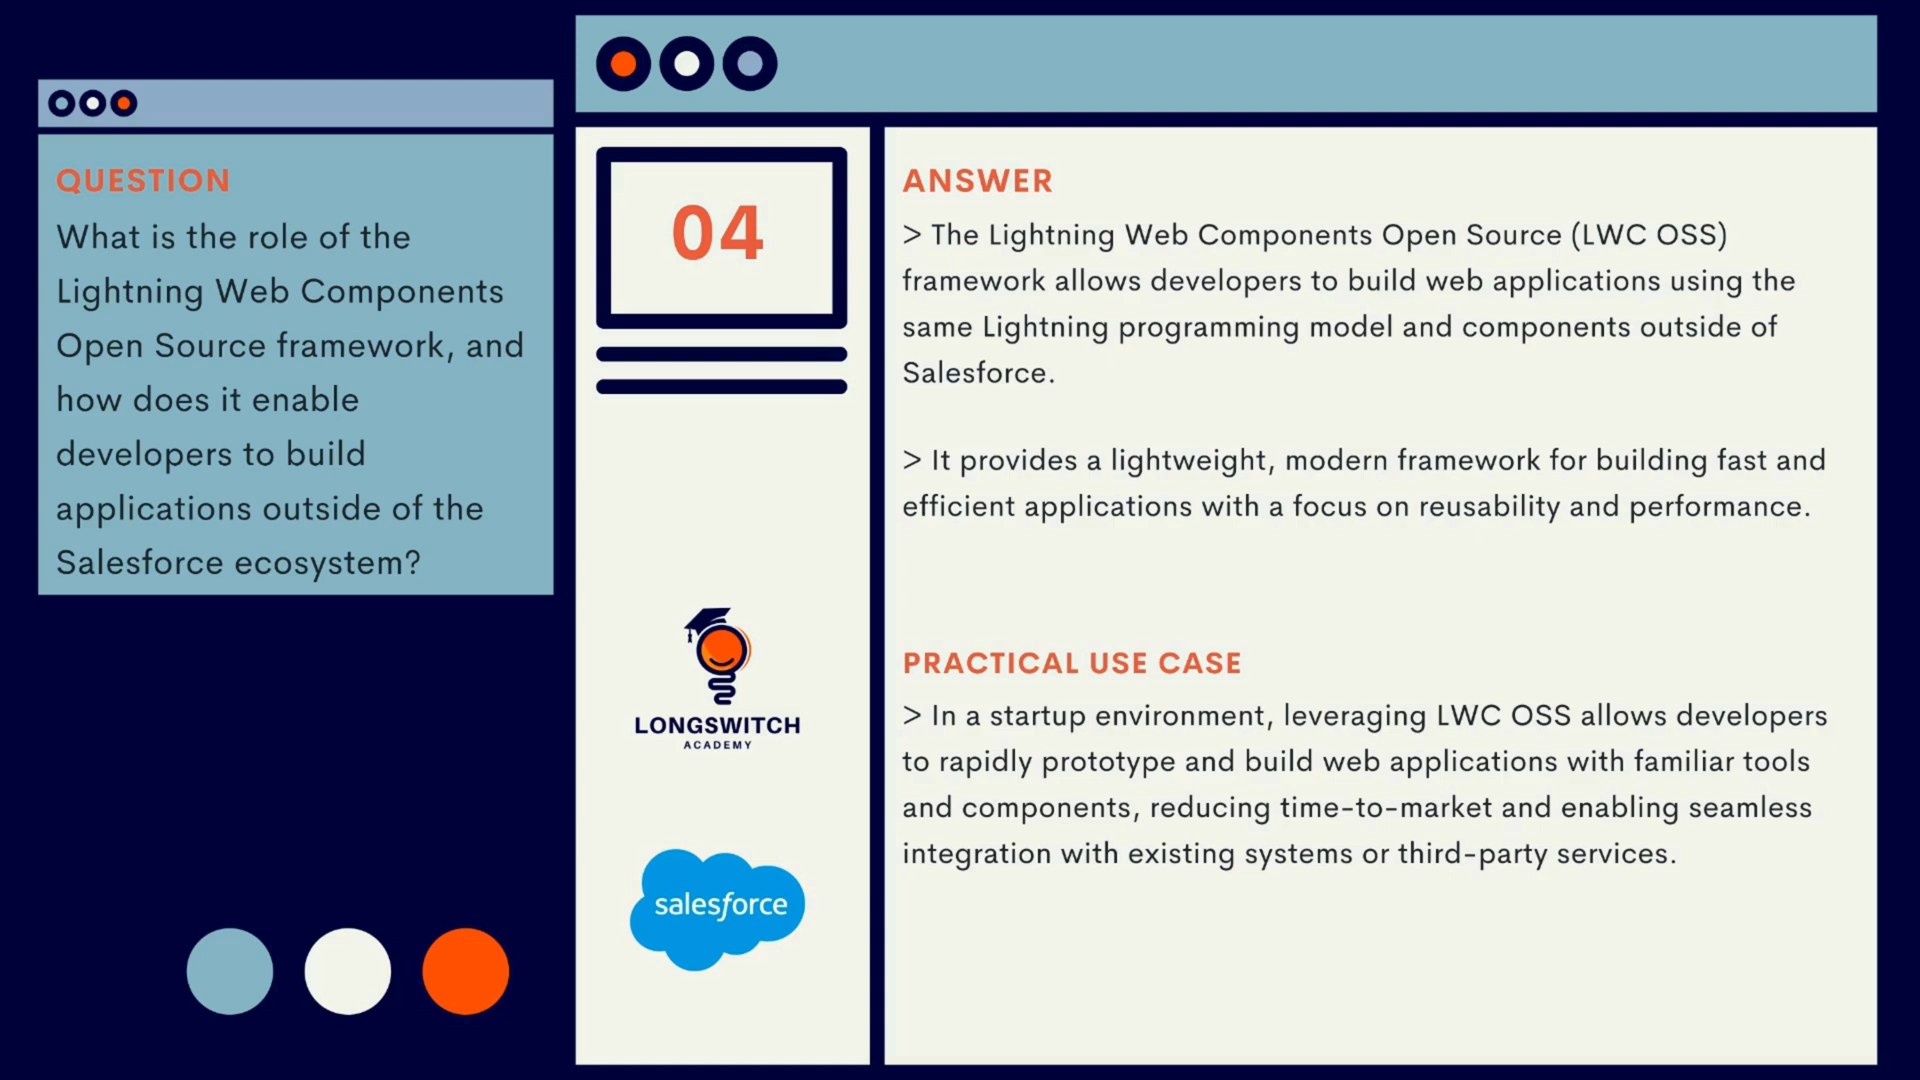 QUESTION
What is the role of the
Lightning Web Components
Open Source framework, and
how does it enable
developers to build
applications outside of the
Salesforce ecosystem?
04
LONGSWITCH
ACADEMY
salesforce
ANSWER
> The Lightning Web Components Open Source (LWC OSS)
framework allows developers to build web applications using the
same Lightning programming model and components outside of
Salesforce.
> It provides a lightweight, modern framework for building fast and
efficient applications with a focus on reusability and performance.
PRACTICAL USE CASE
> In a startup environment, leveraging LWC OSS allows developers
to rapidly prototype and build web applications with familiar tools
and components, reducing time-to-market and enabling seamless
integration with existing systems or third-party services.